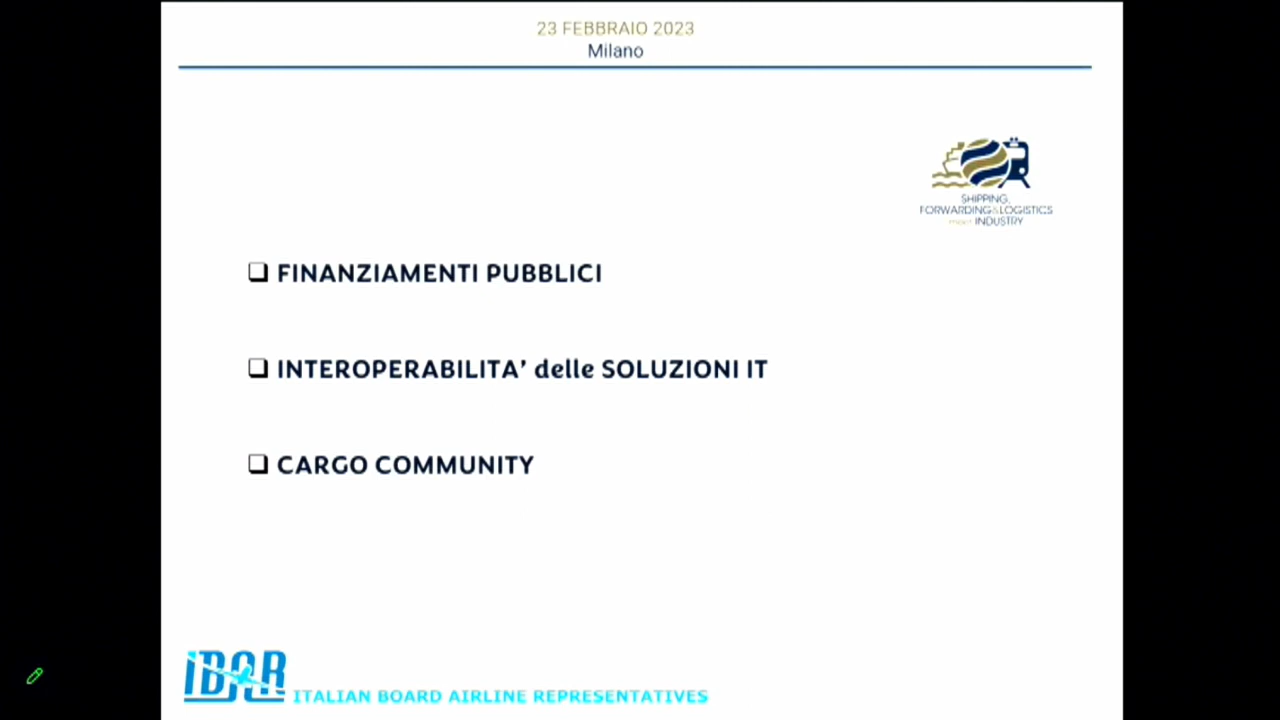 23 FEBBRAIO 2023
Milano
SHIPPING,
FORWARDING&LOGISTICS
meet INDUSTRY
❑ FINANZIAMENTI PUBBLICI
❑ INTEROPERABILITA’ delle SOLUZIONI IT
❑ CARGO COMMUNITY
IBAR
ITALIAN BOARD AIRLINE REPRESENTATIVES